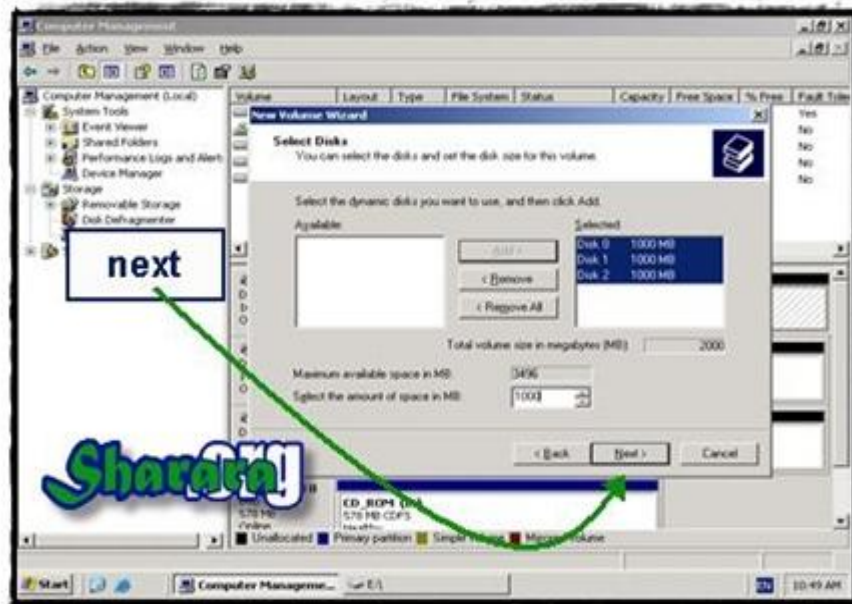 Computer Management
File Action View Window Help
Computer Management (Local)
System Tools
Event Viewer
Shared Folders
Performance Logs and Alert
Device Manager
Storage
Removable Storage
Disk Defragmenter
Volume Layout Type File System Status Capacity Free Space % Free Fault Toler
Yes
No
No
No
No
New Volume Wizard
Select Disks
You can select the disks and set the disk size for this volume.
Select the dynamic disks you want to use, and then click Add.
Available:
Selected:
Add >
< Remove
< Remove All
Disk 0 1000 MB
Disk 1 1000 MB
Disk 2 1000 MB
Total volume size in megabytes (MB): 2000
Maximum available space in MB: 3496
Select the amount of space in MB: 1000
< Back Next > Cancel
next
Sharara.org
CD_ROM
578 MB CDFS
578 MB
Online
Healthy
Unallocated Primary partition Simple volume Mirrored volume
Start Computer Manageme... EN 10:49 AM